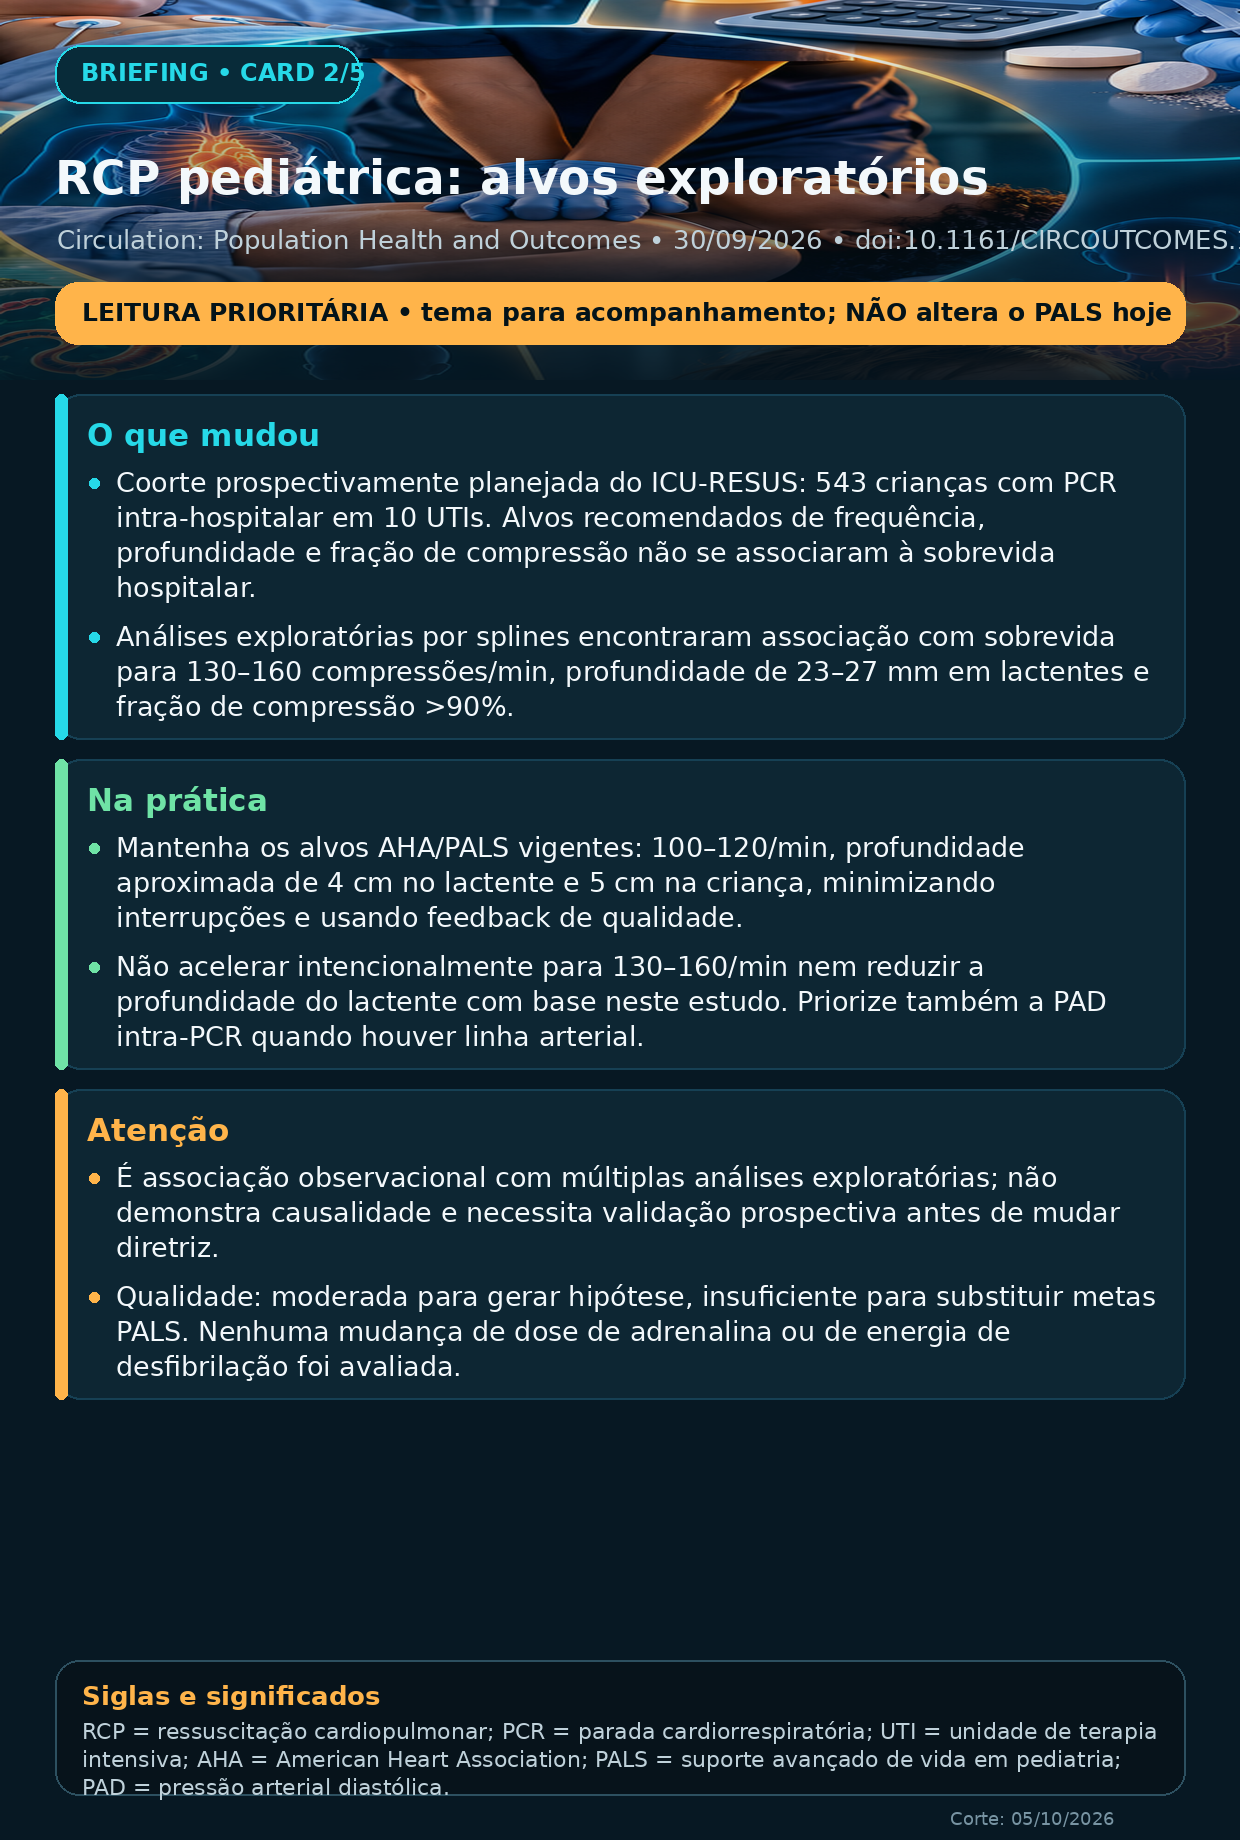 BRIEFING • CARD 2/5
RCP pediátrica: alvos exploratórios
Circulation: Population Health and Outcomes • 30/09/2026 • doi:10.1161/CIRCOUTCOMES.
LEITURA PRIORITÁRIA • tema para acompanhamento; NÃO altera o PALS hoje
O que mudou
• Coorte prospectivamente planejada do ICU-RESUS: 543 crianças com PCR
intra-hospitalar em 10 UTIs. Alvos recomendados de frequência,
profundidade e fração de compressão não se associaram à sobrevida
hospitalar.
• Análises exploratórias por splines encontraram associação com sobrevida
para 130–160 compressões/min, profundidade de 23–27 mm em lactentes e
fração de compressão >90%.
Na prática
• Mantenha os alvos AHA/PALS vigentes: 100–120/min, profundidade
aproximada de 4 cm no lactente e 5 cm na criança, minimizando
interrupções e usando feedback de qualidade.
• Não acelerar intencionalmente para 130–160/min nem reduzir a
profundidade do lactente com base neste estudo. Priorize também a PAD
intra-PCR quando houver linha arterial.
Atenção
• É associação observacional com múltiplas análises exploratórias; não
demonstra causalidade e necessita validação prospectiva antes de mudar
diretriz.
• Qualidade: moderada para gerar hipótese, insuficiente para substituir metas
PALS. Nenhuma mudança de dose de adrenalina ou de energia de
desfibrilação foi avaliada.
Siglas e significados
RCP = ressuscitação cardiopulmonar; PCR = parada cardiorrespiratória; UTI = unidade de terapia
intensiva; AHA = American Heart Association; PALS = suporte avançado de vida em pediatria;
PAD = pressão arterial diastólica.
Corte: 05/10/2026